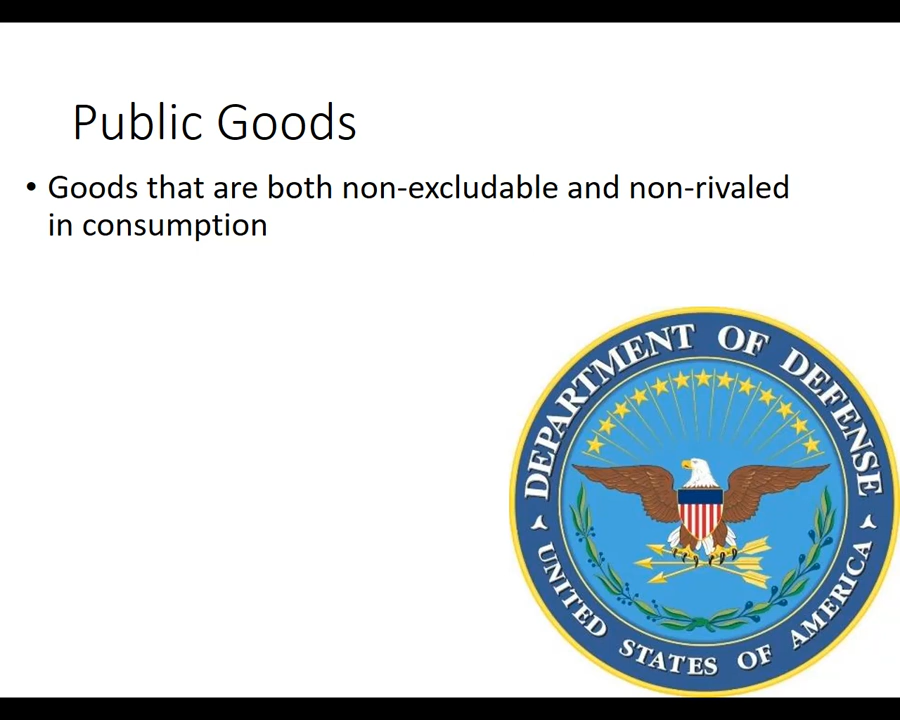 Public Goods
• Goods that are both non-excludable and non-rivaled
in consumption
DEPARTMENT OF DEFENSE
UNITED STATES OF AMERICA